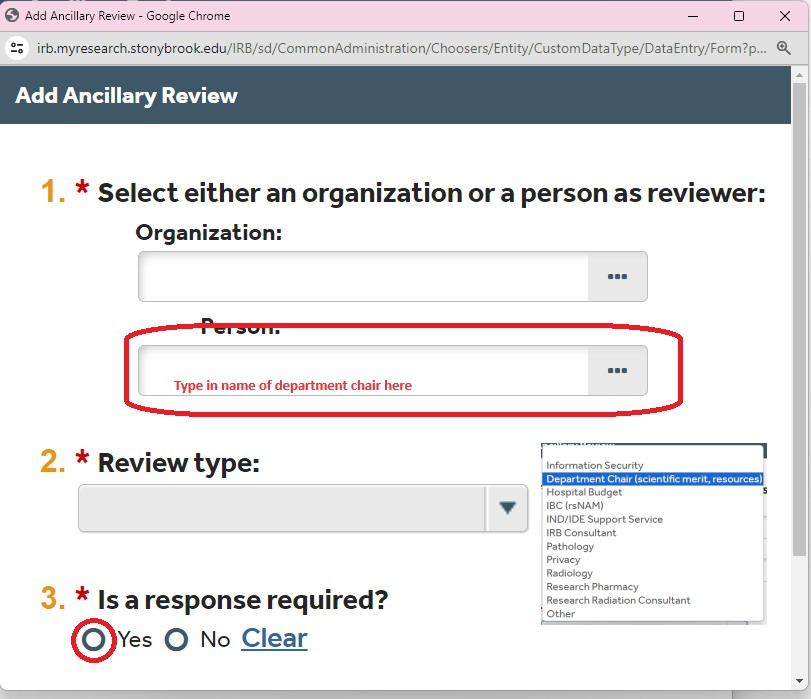 Add Ancillary Review - Google Chrome
irb.myresearch.stonybrook.edu/IRB/sd/CommonAdministration/Choosers/Entity/CustomDataType/DataEntry/Form?p...
Add Ancillary Review
1. * Select either an organization or a person as reviewer:
Organization:
...
Person:
...
Type in name of department chair here
2. * Review type:
Information Security
Department Chair (scientific merit, resources)
Hospital Budget
IBC (rsNAM)
IND/IDE Support Service
IRB Consultant
Pathology
Privacy
Radiology
Research Pharmacy
Research Radiation Consultant
Other
3. * Is a response required?
Yes No Clear